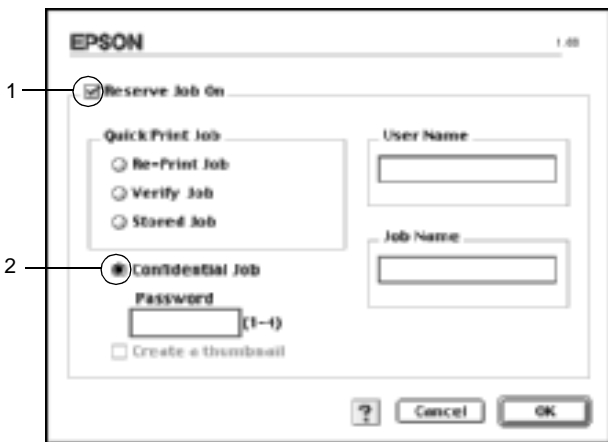 EPSON
1.60
1
Reserve Job On
Quick Print Job
Re-Print Job
Verify Job
Stored Job
User Name
Job Name
2
Confidential Job
Password
(1-4)
Create a thumbnail
?
Cancel
OK